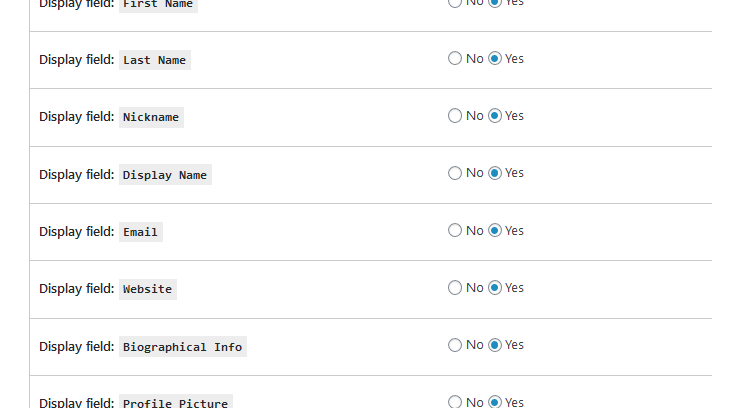 Display field: First Name No Yes
Display field: Last Name No Yes
Display field: Nickname No Yes
Display field: Display Name No Yes
Display field: Email No Yes
Display field: Website No Yes
Display field: Biographical Info No Yes
Display field: Profile Picture No Yes